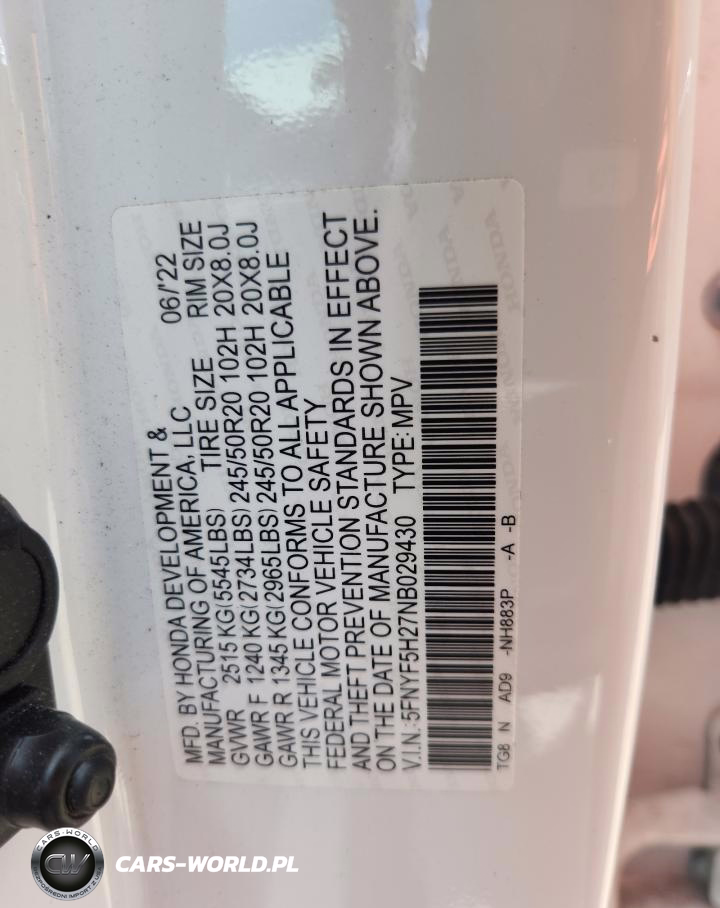 MFD. BY HONDA DEVELOPMENT &
MANUFACTURING OF AMERICA, LLC 06/'22
GVWR 2515 KG(5545LBS) TIRE SIZE RIM SIZE
GAWR F 1240 KG(2734LBS) 245/50R20 102H 20X8.0J
GAWR R 1345 KG(2965LBS) 245/50R20 102H 20X8.0J
THIS VEHICLE CONFORMS TO ALL APPLICABLE
FEDERAL MOTOR VEHICLE SAFETY
AND THEFT PREVENTION STANDARDS IN EFFECT
ON THE DATE OF MANUFACTURE SHOWN ABOVE.
V.I.N.:5FNYF5H27NB029430 TYPE:MPV
TG8 N AD9 -NH883P -A -B
CARS-WORLD
CW
CARS-WORLD.PL